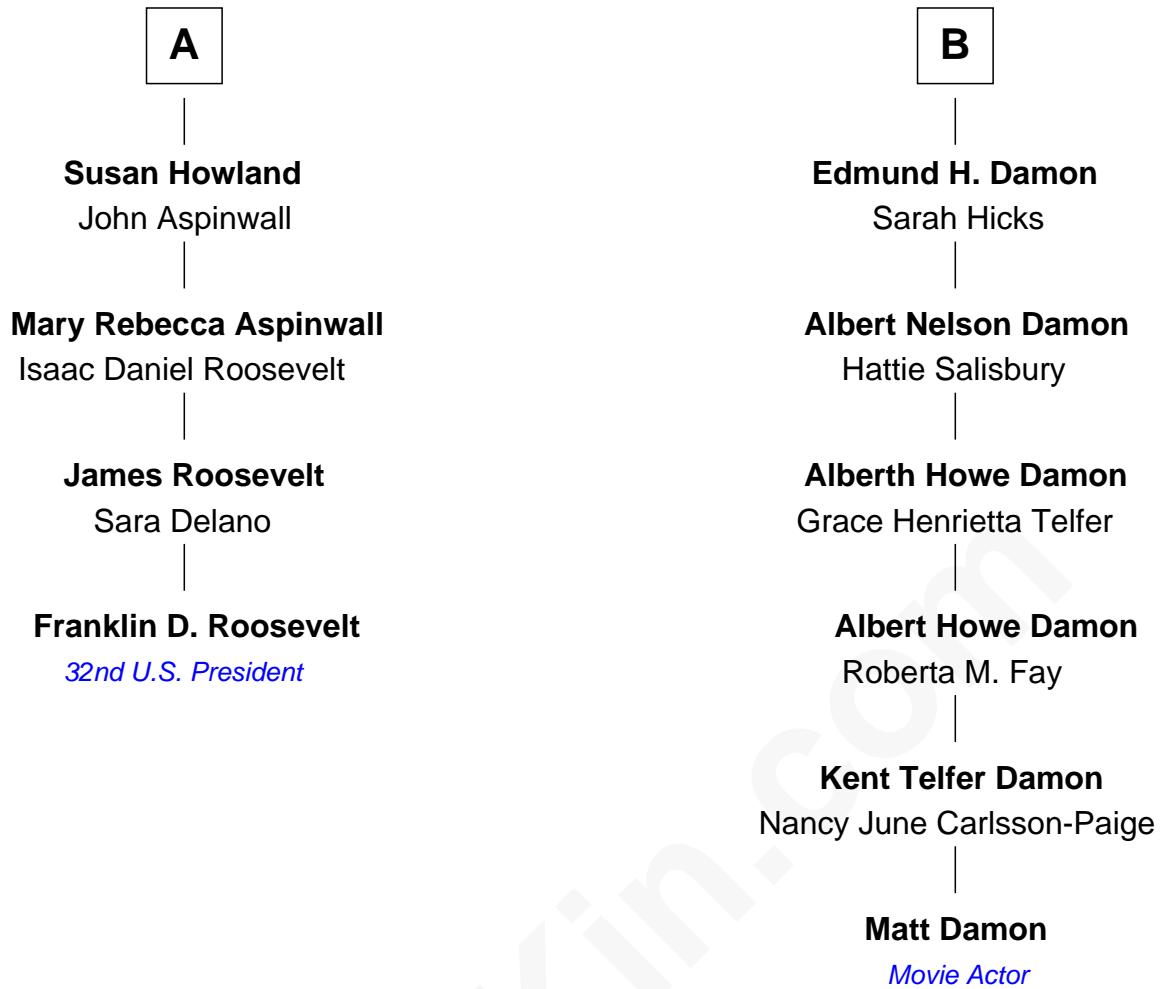 A
Susan Howland
John Aspinwall
Mary Rebecca Aspinwall
Isaac Daniel Roosevelt
James Roosevelt
Sara Delano
Franklin D. Roosevelt
32nd U.S. President
B
Edmund H. Damon
Sarah Hicks
Albert Nelson Damon
Hattie Salisbury
Alberth Howe Damon
Grace Henrietta Telfer
Albert Howe Damon
Roberta M. Fay
Kent Telfer Damon
Nancy June Carlsson-Paige
Matt Damon
Movie Actor